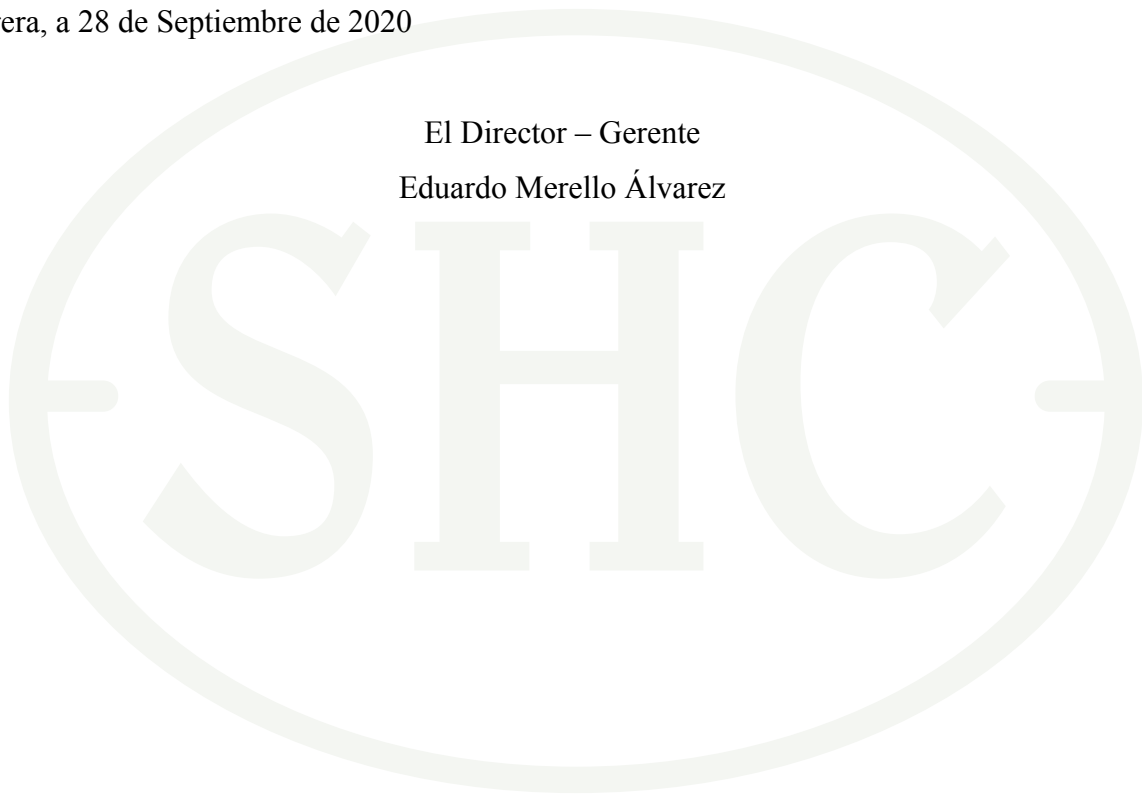 era, a 28 de Septiembre de 2020
El Director – Gerente
Eduardo Merello Álvarez
SHC